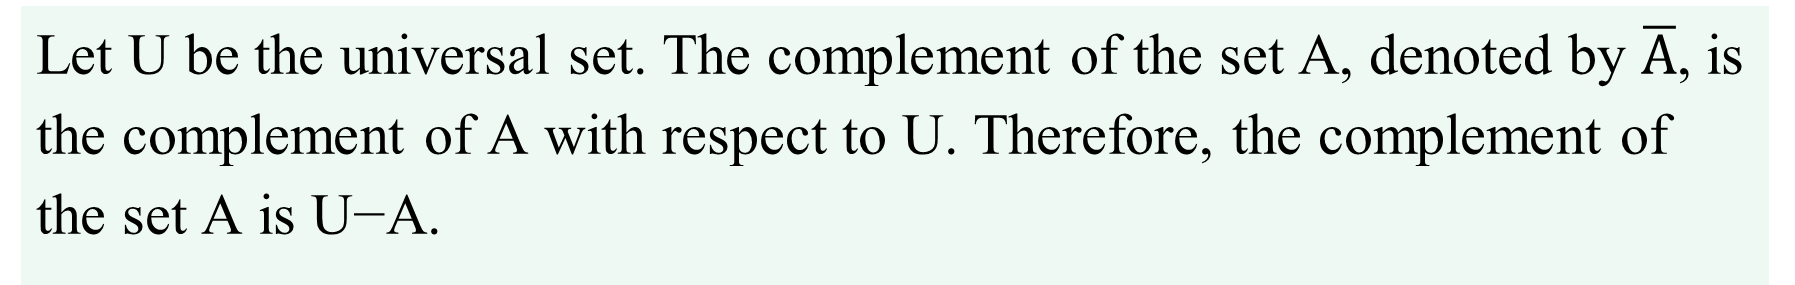 Let U be the universal set. The complement of the set A, denoted by A̅, is
the complement of A with respect to U. Therefore, the complement of
the set A is U−A.